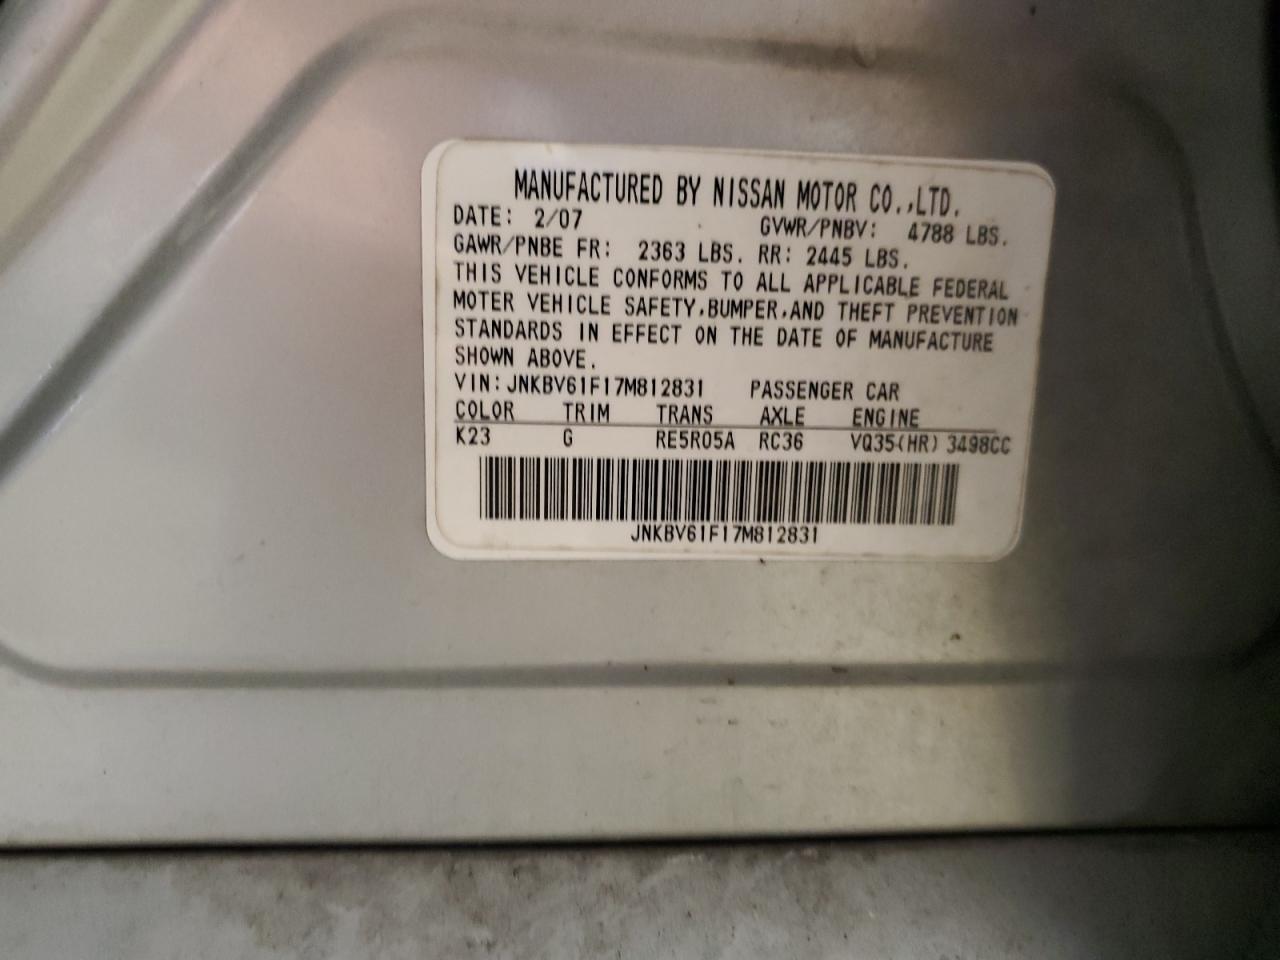 MANUFACTURED BY NISSAN MOTOR CO.,LTD.
DATE: 2/07 GVWR/PNBV: 4788 LBS.
GAWR/PNBE FR: 2363 LBS. RR: 2445 LBS.
THIS VEHICLE CONFORMS TO ALL APPLICABLE FEDERAL
MOTER VEHICLE SAFETY,BUMPER,AND THEFT PREVENTION
STANDARDS IN EFFECT ON THE DATE OF MANUFACTURE
SHOWN ABOVE.
VIN:JNKBV61F17M812831 PASSENGER CAR
COLOR TRIM TRANS AXLE ENGINE
K23 G RE5R05A RC36 VQ35(HR) 3498CC
JNKBV61F17M812831